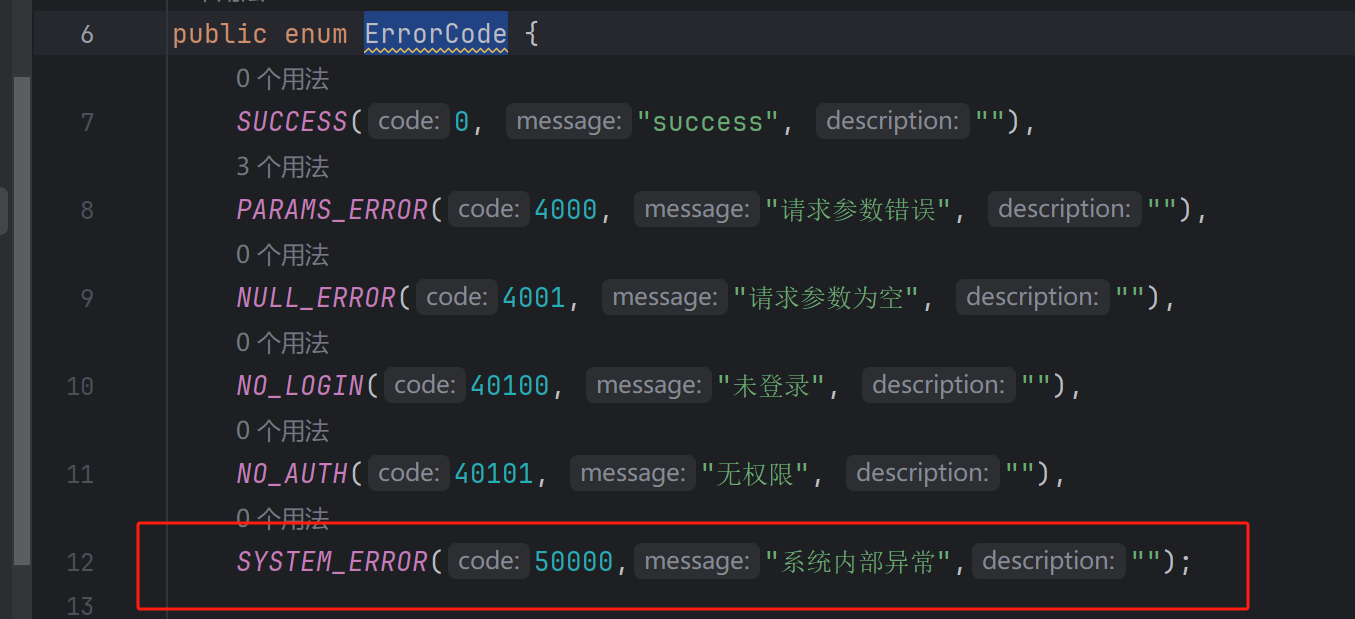 6 public enum ErrorCode {
0 个用法
7 SUCCESS( code: 0, message: "success", description: ""),
3 个用法
8 PARAMS_ERROR( code: 4000, message: "请求参数错误", description: ""),
0 个用法
9 NULL_ERROR( code: 4001, message: "请求参数为空", description: ""),
0 个用法
10 NO_LOGIN( code: 40100, message: "未登录", description: ""),
0 个用法
11 NO_AUTH( code: 40101, message: "无权限", description: ""),
0 个用法
12 SYSTEM_ERROR( code: 50000, message: "系统内部异常", description: "");
13